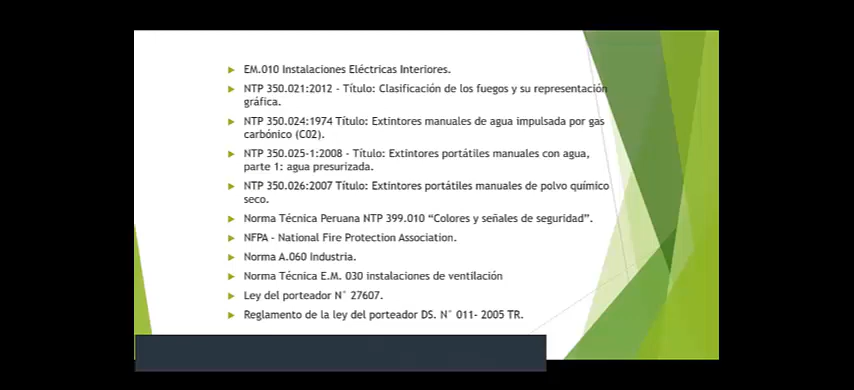 EM.010 Instalaciones Eléctricas Interiores.
NTP 350.021:2012 - Título: Clasificación de los fuegos y su representación
gráfica.
NTP 350.024:1974 Título: Extintores manuales de agua impulsada por gas
carbónico (C02).
NTP 350.025-1:2008 - Título: Extintores portátiles manuales con agua,
parte 1: agua presurizada.
NTP 350.026:2007 Título: Extintores portátiles manuales de polvo químico
seco.
Norma Técnica Peruana NTP 399.010 “Colores y señales de seguridad”.
NFPA - National Fire Protection Association.
Norma A.060 Industria.
Norma Técnica E.M. 030 instalaciones de ventilación
Ley del porteador N° 27607.
Reglamento de la ley del porteador DS. N° 011- 2005 TR.